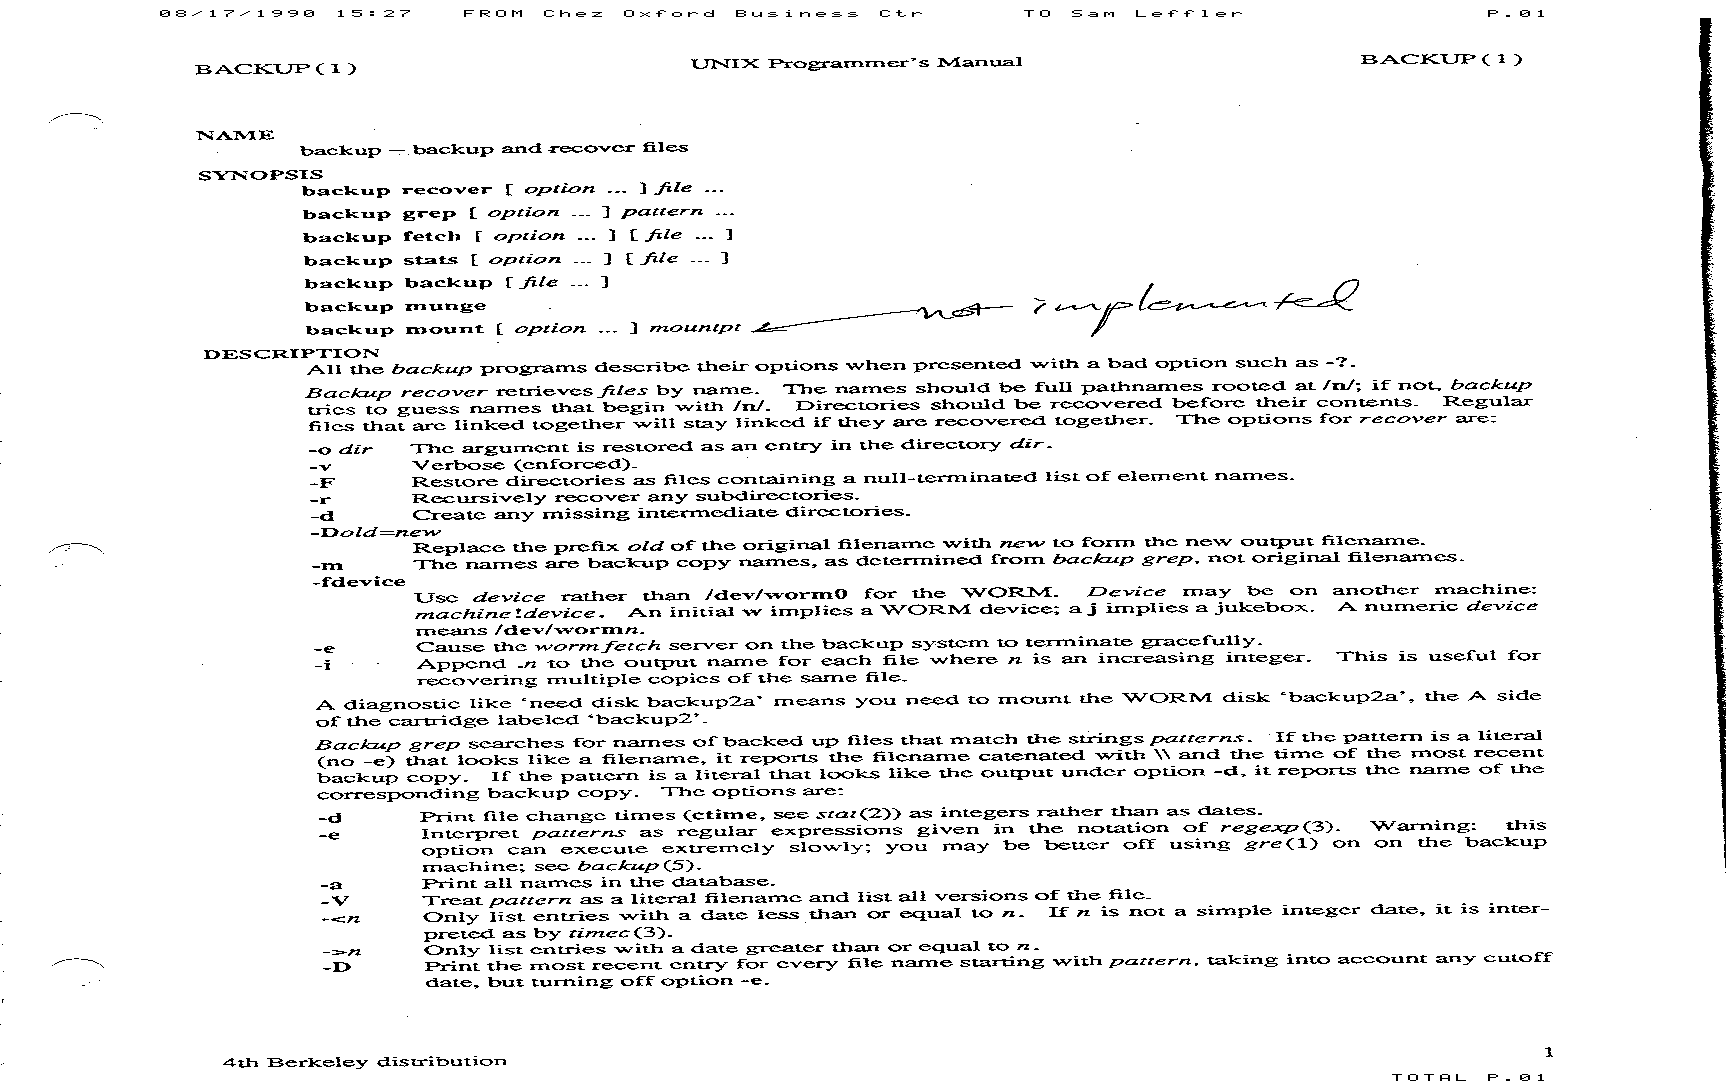 08/17/1990 15:27 FROM Chez Oxford Business Ctr TO Sam Leffler P.01
BACKUP(1) UNIX Programmer's Manual BACKUP(1)
NAME
backup — backup and recover files
SYNOPSIS
backup recover [ option ... ] file ...
backup grep [ option ... ] pattern ...
backup fetch [ option ... ] [ file ... ]
backup stats [ option ... ] [ file ... ]
backup backup [ file ... ]
backup munge
backup mount [ option ... ] mountpt not implemented
DESCRIPTION
All the backup programs describe their options when presented with a bad option such as -?.
Backup recover retrieves files by name. The names should be full pathnames rooted at /n/; if not, backup
tries to guess names that begin with /n/. Directories should be recovered before their contents. Regular
files that are linked together will stay linked if they are recovered together. The options for recover are:
-o dir The argument is restored as an entry in the directory dir.
-v Verbose (enforced).
-F Restore directories as files containing a null-terminated list of element names.
-r Recursively recover any subdirectories.
-d Create any missing intermediate directories.
-Dold=new
Replace the prefix old of the original filename with new to form the new output filename.
-m The names are backup copy names, as determined from backup grep, not original filenames.
-fdevice
Use device rather than /dev/worm0 for the WORM. Device may be on another machine:
machine!device. An initial w implies a WORM device; a j implies a jukebox. A numeric device
means /dev/wormn.
-e Cause the wormfetch server on the backup system to terminate gracefully.
-i Append .n to the output name for each file where n is an increasing integer. This is useful for
recovering multiple copies of the same file.
A diagnostic like 'need disk backup2a' means you need to mount the WORM disk 'backup2a', the A side
of the cartridge labeled 'backup2'.
Backup grep searches for names of backed up files that match the strings patterns. If the pattern is a literal
(no -e) that looks like a filename, it reports the filename catenated with \\ and the time of the most recent
backup copy. If the pattern is a literal that looks like the output under option -d, it reports the name of the
corresponding backup copy. The options are:
-d Print file change times (ctime, see stat(2)) as integers rather than as dates.
-e Interpret patterns as regular expressions given in the notation of regexp(3). Warning: this
option can execute extremely slowly; you may be better off using gre(1) on on the backup
machine; see backup(5).
-a Print all names in the database.
-V Treat pattern as a literal filename and list all versions of the file.
-<n Only list entries with a date less than or equal to n. If n is not a simple integer date, it is inter-
preted as by timec(3).
->n Only list entries with a date greater than or equal to n.
-D Print the most recent entry for every file name starting with pattern, taking into account any cutoff
date, but turning off option -e.
4th Berkeley distribution 1
TOTAL P.01